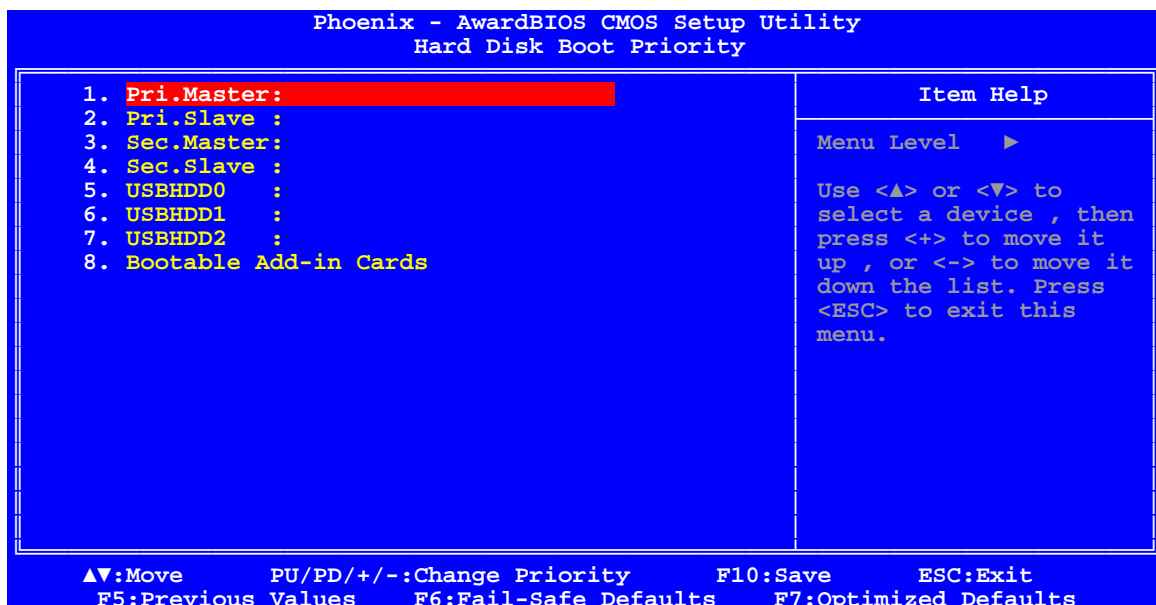 Phoenix - AwardBIOS CMOS Setup Utility
Hard Disk Boot Priority
1. Pri.Master:
2. Pri.Slave :
3. Sec.Master:
4. Sec.Slave :
5. USBHDD0   :
6. USBHDD1   :
7. USBHDD2   :
8. Bootable Add-in Cards
Item Help
Menu Level   ►
Use <▲> or <▼> to
select a device , then
press <+> to move it
up , or <-> to move it
down the list. Press
<ESC> to exit this
menu.
▲▼:Move      PU/PD/+/-:Change Priority      F10:Save      ESC:Exit
F5:Previous Values    F6:Fail-Safe Defaults    F7:Optimized Defaults